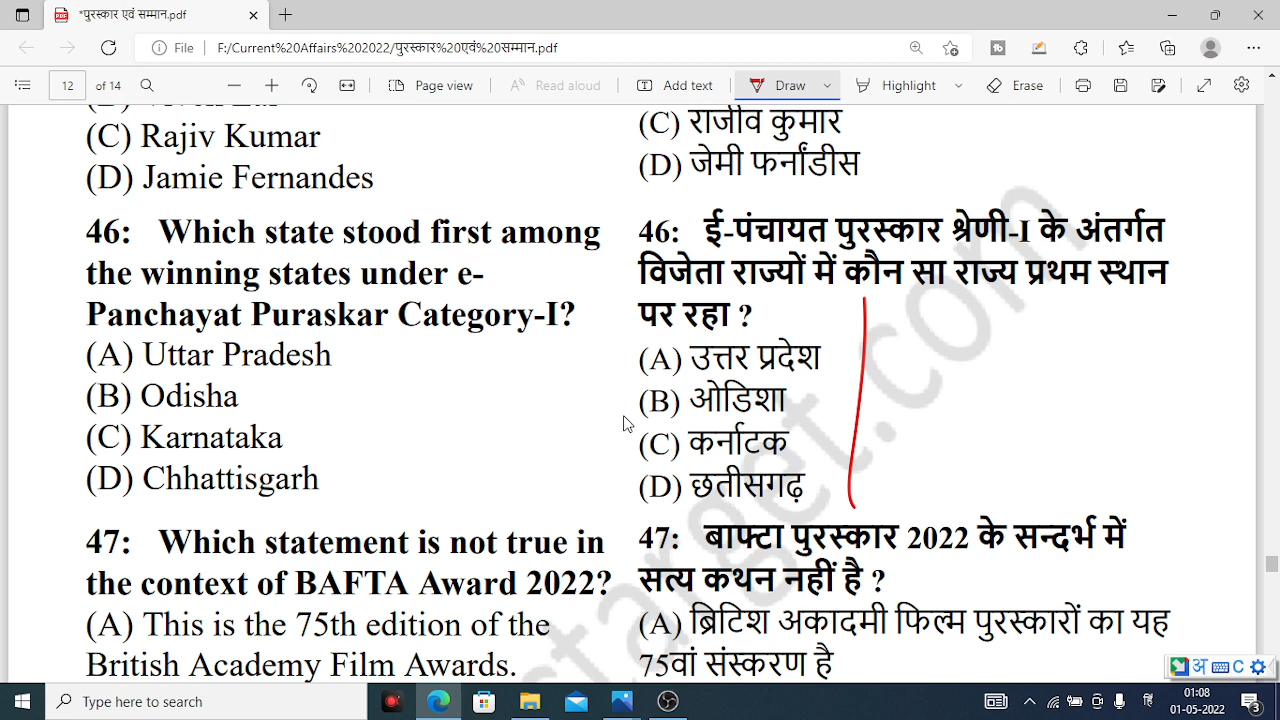 *पुरस्कार एवं सम्मान.pdf
File F:/Current%20Affairs%202022/पुरस्कार%20एवं%20सम्मान.pdf
12 of 14 Page view Read aloud Add text Draw Highlight Erase
(C) Rajiv Kumar
(D) Jamie Fernandes
46: Which state stood first among
the winning states under e-
Panchayat Puraskar Category-I?
(A) Uttar Pradesh
(B) Odisha
(C) Karnataka
(D) Chhattisgarh
47: Which statement is not true in
the context of BAFTA Award 2022?
(A) This is the 75th edition of the
British Academy Film Awards.
(C) राजीव कुमार
(D) जेमी फर्नांडीस
46: ई-पंचायत पुरस्कार श्रेणी-I के अंतर्गत
विजेता राज्यों में कौन सा राज्य प्रथम स्थान
पर रहा ?
(A) उत्तर प्रदेश
(B) ओडिशा
(C) कर्नाटक
(D) छतीसगढ़
47: बाफ्टा पुरस्कार 2022 के सन्दर्भ में
सत्य कथन नहीं है ?
(A) ब्रिटिश अकादमी फिल्म पुरस्कारों का यह
75वां संस्करण है
starget.com
अ C
Type here to search
हि
01:08
01-05-2022
3